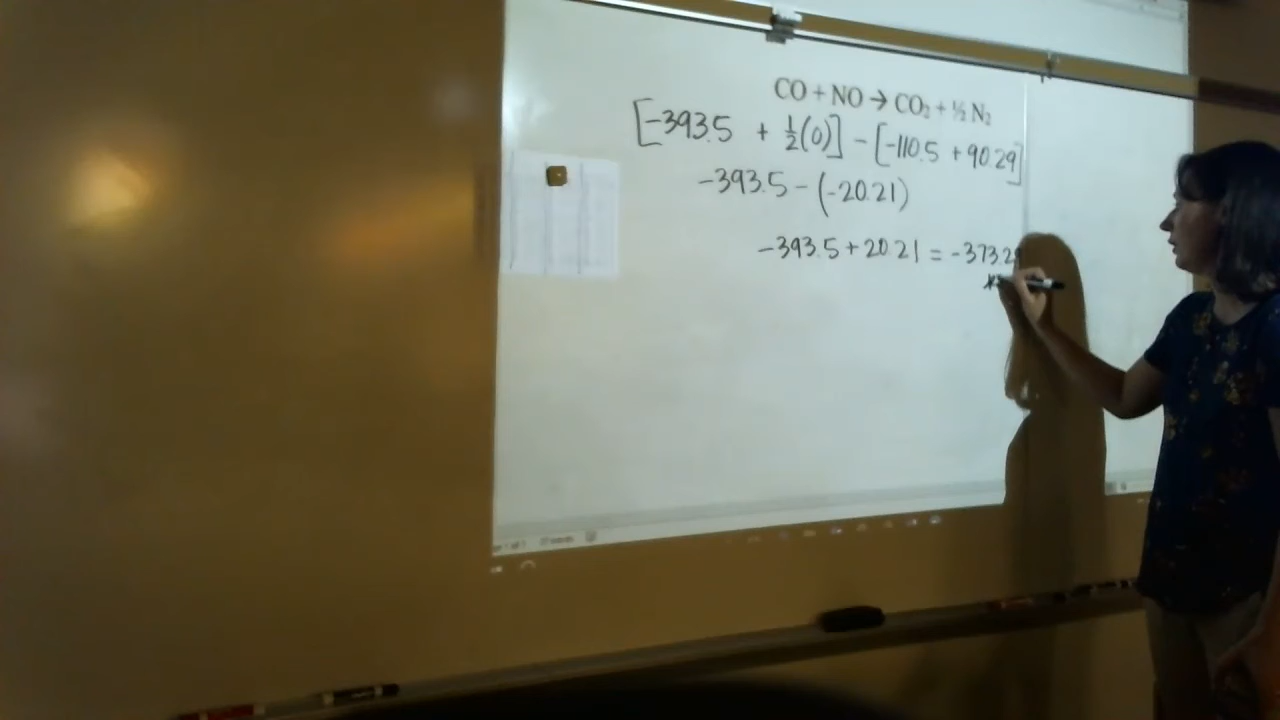 CO + NO → CO₂ + ½ N₂
[-393.5 + ½(0)] - [-110.5 + 90.29]
-393.5 - (-20.21)
-393.5 + 20.21 = -373.2